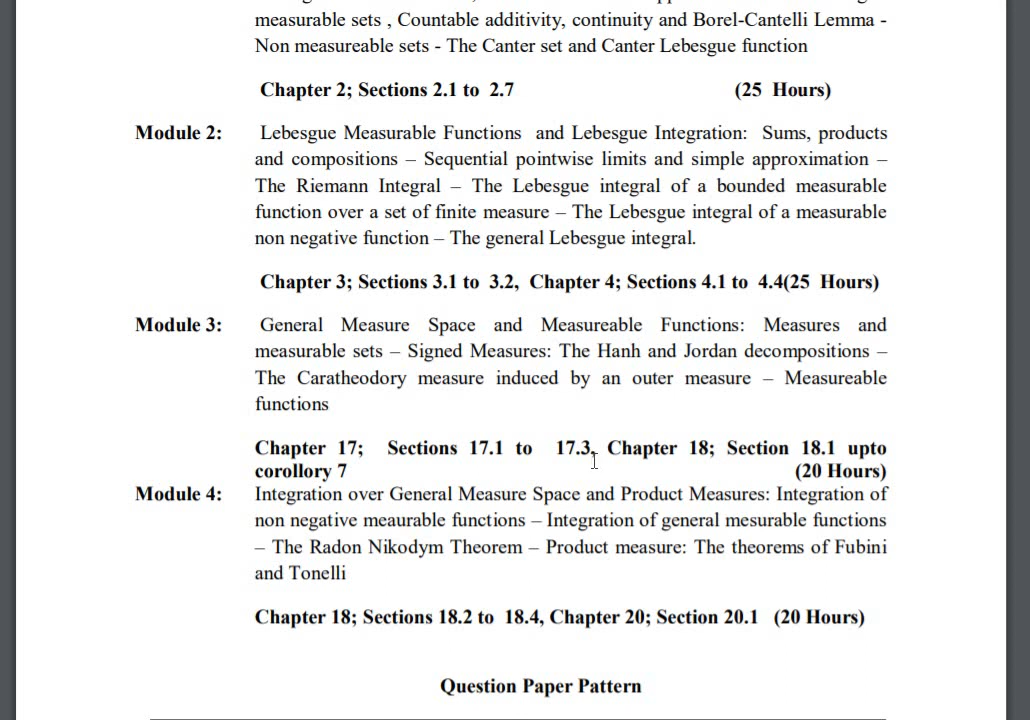 measurable sets , Countable additivity, continuity and Borel-Cantelli Lemma -
Non measureable sets - The Canter set and Canter Lebesgue function
Chapter 2; Sections 2.1 to 2.7 (25 Hours)
Module 2: Lebesgue Measurable Functions and Lebesgue Integration: Sums, products
and compositions – Sequential pointwise limits and simple approximation –
The Riemann Integral – The Lebesgue integral of a bounded measurable
function over a set of finite measure – The Lebesgue integral of a measurable
non negative function – The general Lebesgue integral.
Chapter 3; Sections 3.1 to 3.2, Chapter 4; Sections 4.1 to 4.4(25 Hours)
Module 3: General Measure Space and Measureable Functions: Measures and
measurable sets – Signed Measures: The Hanh and Jordan decompositions –
The Caratheodory measure induced by an outer measure – Measureable
functions
Chapter 17; Sections 17.1 to 17.3, Chapter 18; Section 18.1 upto
corollory 7 (20 Hours)
Module 4: Integration over General Measure Space and Product Measures: Integration of
non negative meaurable functions – Integration of general mesurable functions
– The Radon Nikodym Theorem – Product measure: The theorems of Fubini
and Tonelli
Chapter 18; Sections 18.2 to 18.4, Chapter 20; Section 20.1 (20 Hours)
Question Paper Pattern